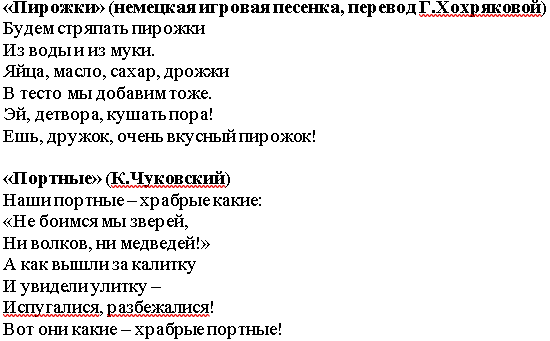 «Пирожки» (немецкая игровая песенка, перевод Г.Хохряковой)
Будем стряпать пирожки
Из воды и из муки.
Яйца, масло, сахар, дрожжи
В тесто мы добавим тоже.
Эй, детвора, кушать пора!
Ешь, дружок, очень вкусный пирожок!
«Портные» (К.Чуковский)
Наши портные – храбрые какие:
«Не боимся мы зверей,
Ни волков, ни медведей!»
А как вышли за калитку
И увидели улитку –
Испугалися, разбежалися!
Вот они какие – храбрые портные!